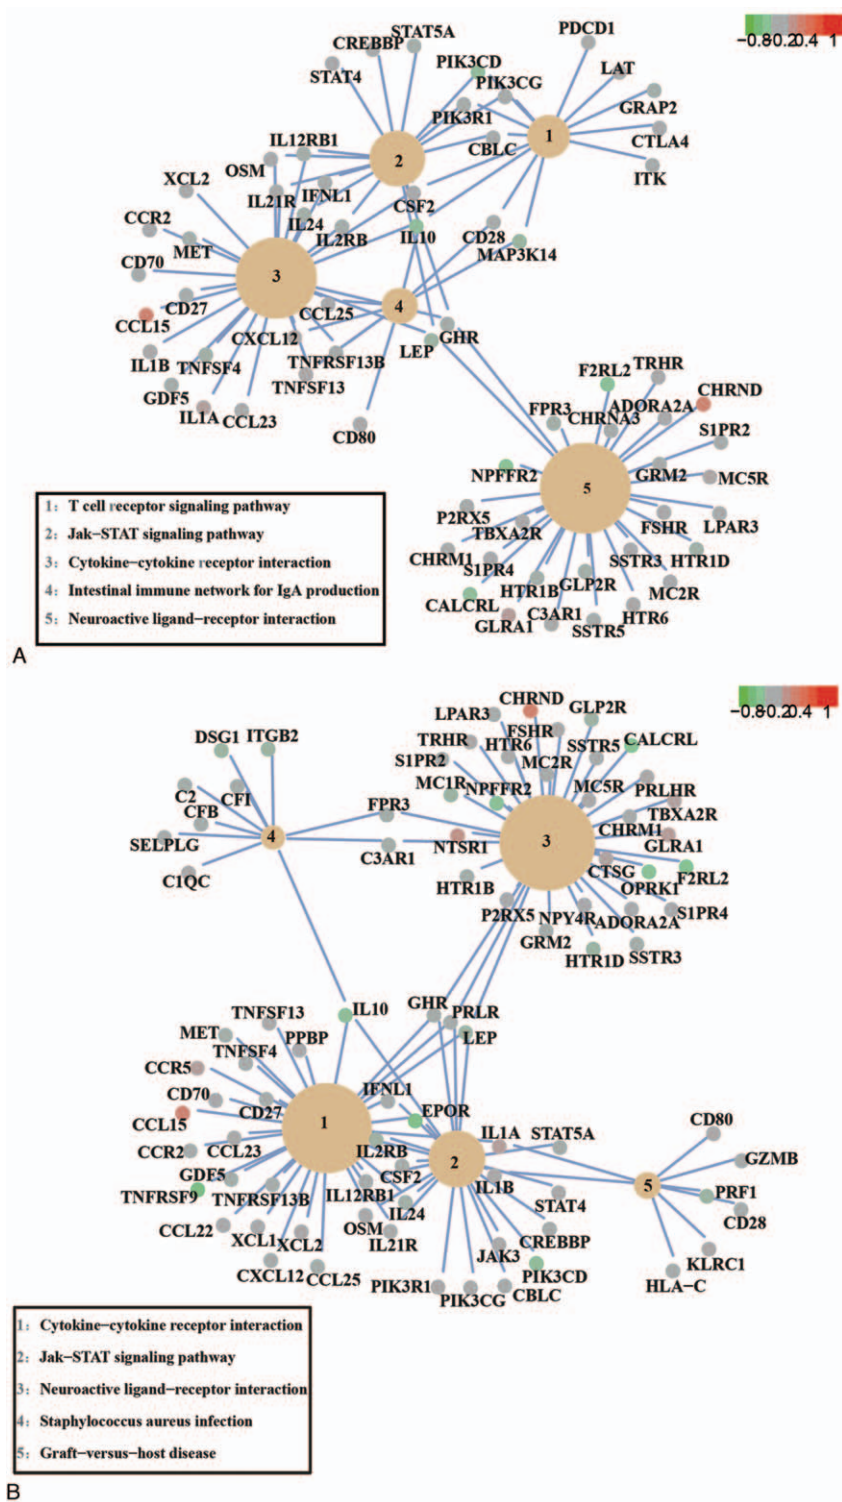 −0.8−0.2 0.4 1
STAT5A
PDCD1
CREBBP
PIK3CD
LAT
STAT4
PIK3CG
GRAP2
PIK3R1
1
IL12RB1
CTLA4
CBLC
2
OSM
ITK
XCL2
IFNL1
IL21R
CSF2
CCR2
IL24
MET
IL2RB
IL10
CD28
MAP3K14
CD70
3
CD27
CCL25
4
CCL15
CXCL12
GHR
LEP
IL1B
TNFSF4
TNFRSF13B
F2RL2
TRHR
GDF5
TNFSF13
CHRND
IL1A
CCL23
FPR3
ADORA2A
CHRNA3
S1PR2
CD80
NPFFR2
GRM2
MC5R
5
1: T cell receptor signaling pathway
P2RX5
FSHR
LPAR3
2: Jak−STAT signaling pathway
TBXA2R
CHRM1
SSTR3
HTR1D
3: Cytokine−cytokine receptor interaction
S1PR4
GLP2R
4: Intestinal immune network for IgA production
HTR1B
MC2R
CALCRL
C3AR1
HTR6
5: Neuroactive ligand−receptor interaction
GLRA1
SSTR5
A
−0.8−0.2 0.4 1
CHRND
LPAR3
GLP2R
DSG1
ITGB2
FSHR
TRHR
HTR6
SSTR5
CALCRL
S1PR2
MC2R
C2
CFI
MC1R
NPFFR2
MC5R
PRLHR
CFB
FPR3
TBXA2R
4
CHRM1
SELPLG
3
NTSR1
GLRA1
C3AR1
CTSG
F2RL2
C1QC
HTR1B
OPRK1
P2RX5
NPY4R
S1PR4
ADORA2A
GRM2
HTR1D
SSTR3
TNFSF13
IL10
GHR
PRLR
MET
PPBP
LEP
TNFSF4
CCR5
IFNL1
CD70
CD27
EPOR
CCL15
1
IL1A
STAT5A
CD80
CCR2
CCL23
IL2RB
2
GZMB
GDF5
CSF2
IL1B
5
TNFRSF9
TNFRSF13B
IL12RB1
PRF1
STAT4
IL24
CD28
CCL22
OSM
XCL1
XCL2
IL21R
CREBBP
JAK3
KLRC1
CXCL12
CCL25
PIK3CD
HLA−C
PIK3R1
PIK3CG
CBLC
1: Cytokine−cytokine receptor interaction
2: Jak−STAT signaling pathway
3: Neuroactive ligand−receptor interaction
4: Staphylococcus aureus infection
5: Graft−versus−host disease
B